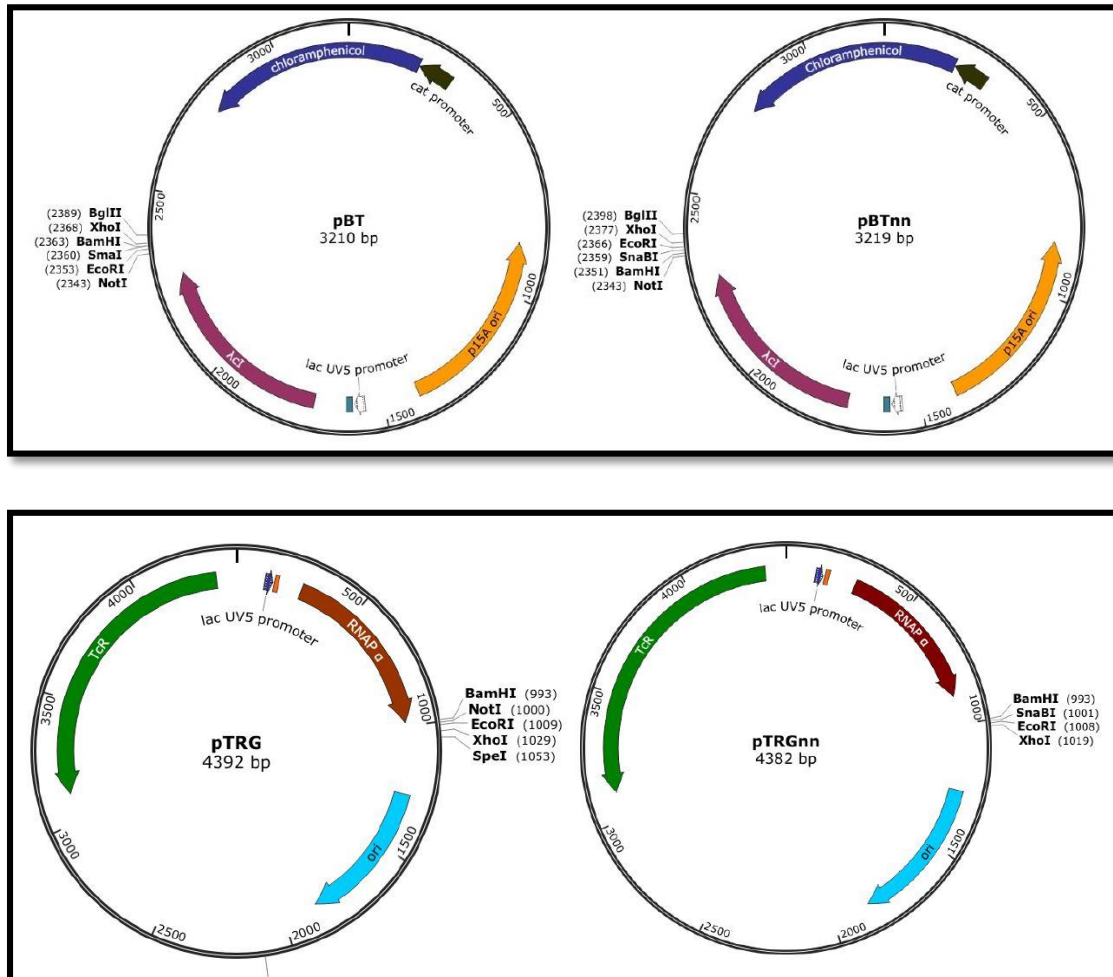 3000
chloramphenicol
cat promoter
500
2500
pBT
3210 bp
(2389) BglII
(2368) XhoI
(2363) BamHI
(2360) SmaI
(2353) EcoRI
(2343) NotI
1000
p15A ori
λcI
lac UV5 promoter
2000
1500
3000
Chloramphenicol
cat promoter
500
2500
pBTnn
3219 bp
(2398) BglII
(2377) XhoI
(2366) EcoRI
(2359) SnaBI
(2351) BamHI
(2343) NotI
1000
p15A ori
λcI
lac UV5 promoter
2000
1500
4000
500
lac UV5 promoter
RNAP α
TcR
3500
1000
BamHI (993)
NotI (1000)
EcoRI (1009)
XhoI (1029)
SpeI (1053)
pTRG
4392 bp
3000
1500
ori
2500
2000
4000
500
lac UV5 promoter
RNAP α
TcR
3500
1000
BamHI (993)
SnaBI (1001)
EcoRI (1008)
XhoI (1019)
pTRGnn
4382 bp
3000
1500
ori
2500
2000